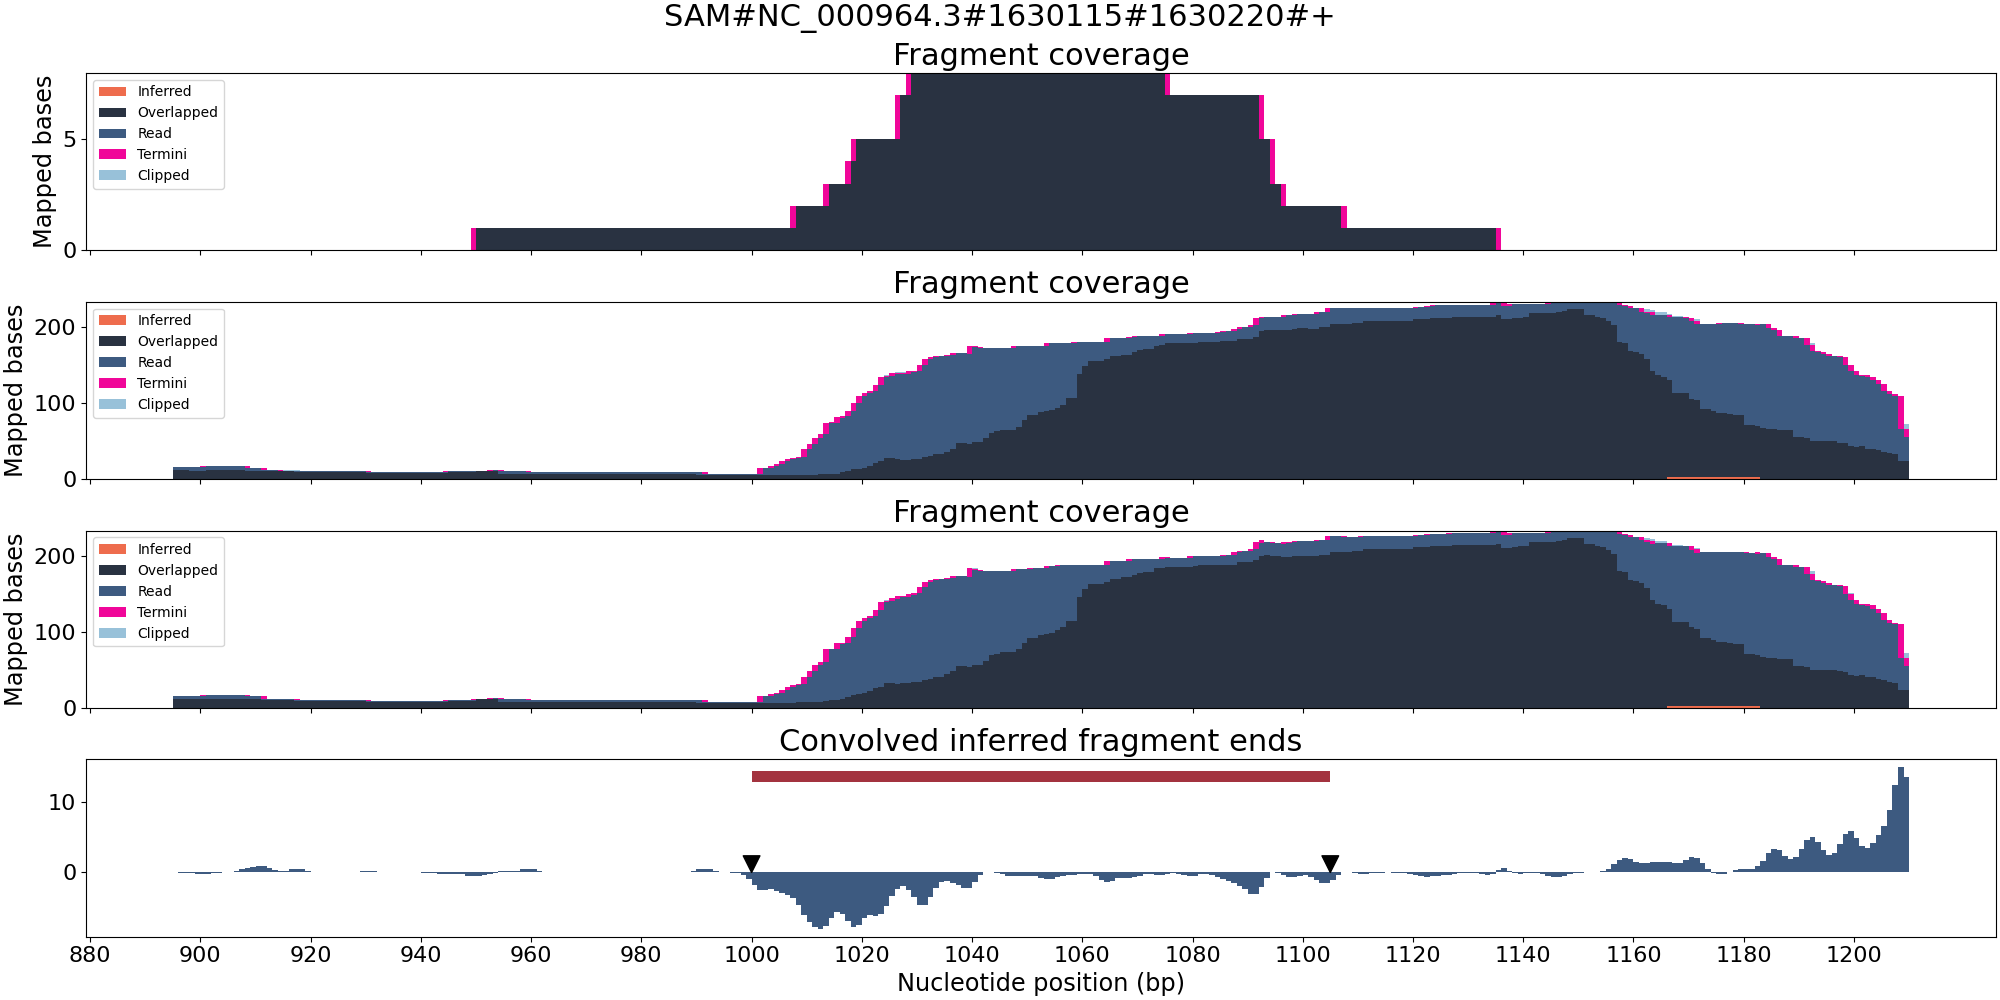 SAM#NC_000964.3#1630115#1630220#+
Fragment coverage
Mapped bases
5
0
Inferred
Overlapped
Read
Termini
Clipped
Fragment coverage
Mapped bases
200
100
0
Inferred
Overlapped
Read
Termini
Clipped
Fragment coverage
Mapped bases
200
100
0
Inferred
Overlapped
Read
Termini
Clipped
Convolved inferred fragment ends
10
0
880 900 920 940 960 980 1000 1020 1040 1060 1080 1100 1120 1140 1160 1180 1200
Nucleotide position (bp)